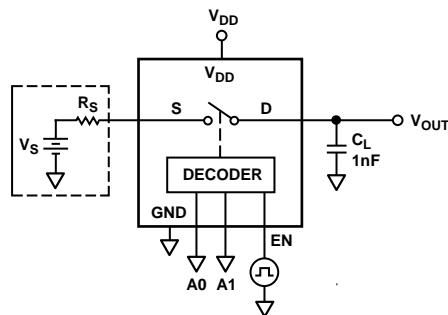 V_DD
V_DD
R_S
S D
V_S
V_OUT
C_L
1nF
DECODER
GND
EN
A0 A1